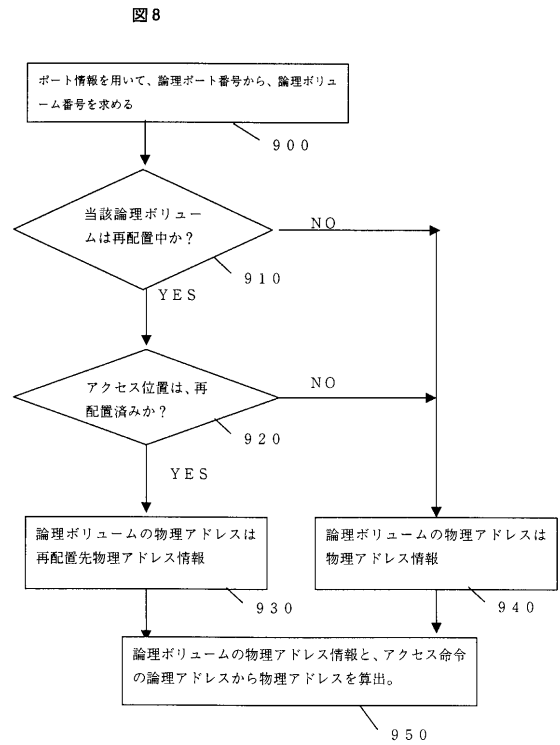 図8
ポート情報を用いて、論理ポート番号から、論理ボリュ
ーム番号を求める
900
当該論理ボリュー
ムは再配置中か？
NO
910
YES
アクセス位置は、再
配置済みか？
NO
920
YES
論理ボリュームの物理アドレスは
再配置先物理アドレス情報
論理ボリュームの物理アドレスは
物理アドレス情報
930
940
論理ボリュームの物理アドレス情報と、アクセス命令
の論理アドレスから物理アドレスを算出。
950